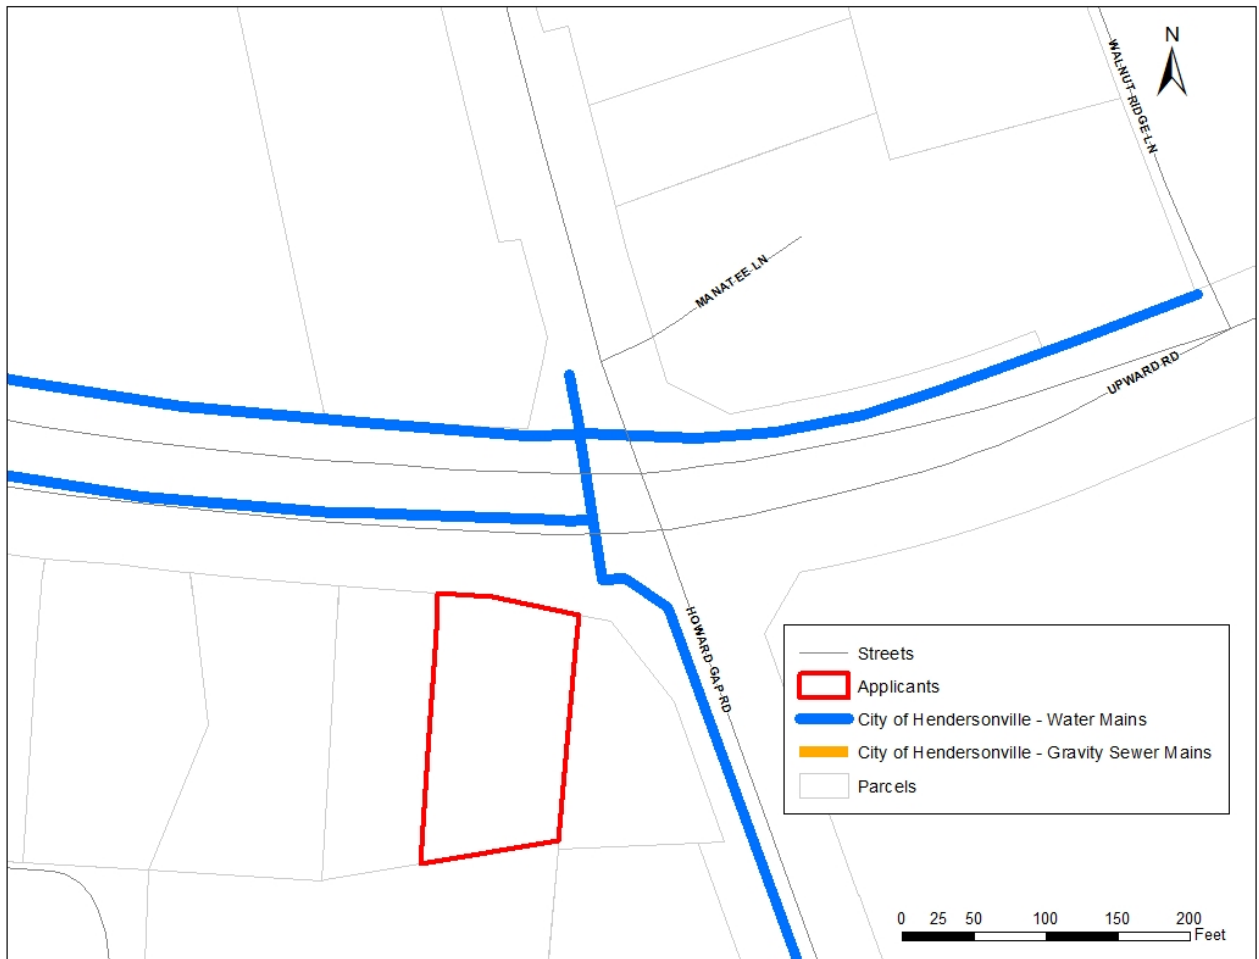 N
WALNUT RIDGE LN
MANATEE LN
UPWARD RD
HOWARD GAP RD
Streets
Applicants
City of Hendersonville - Water Mains
City of Hendersonville - Gravity Sewer Mains
Parcels
0 25 50 100 150 200
Feet